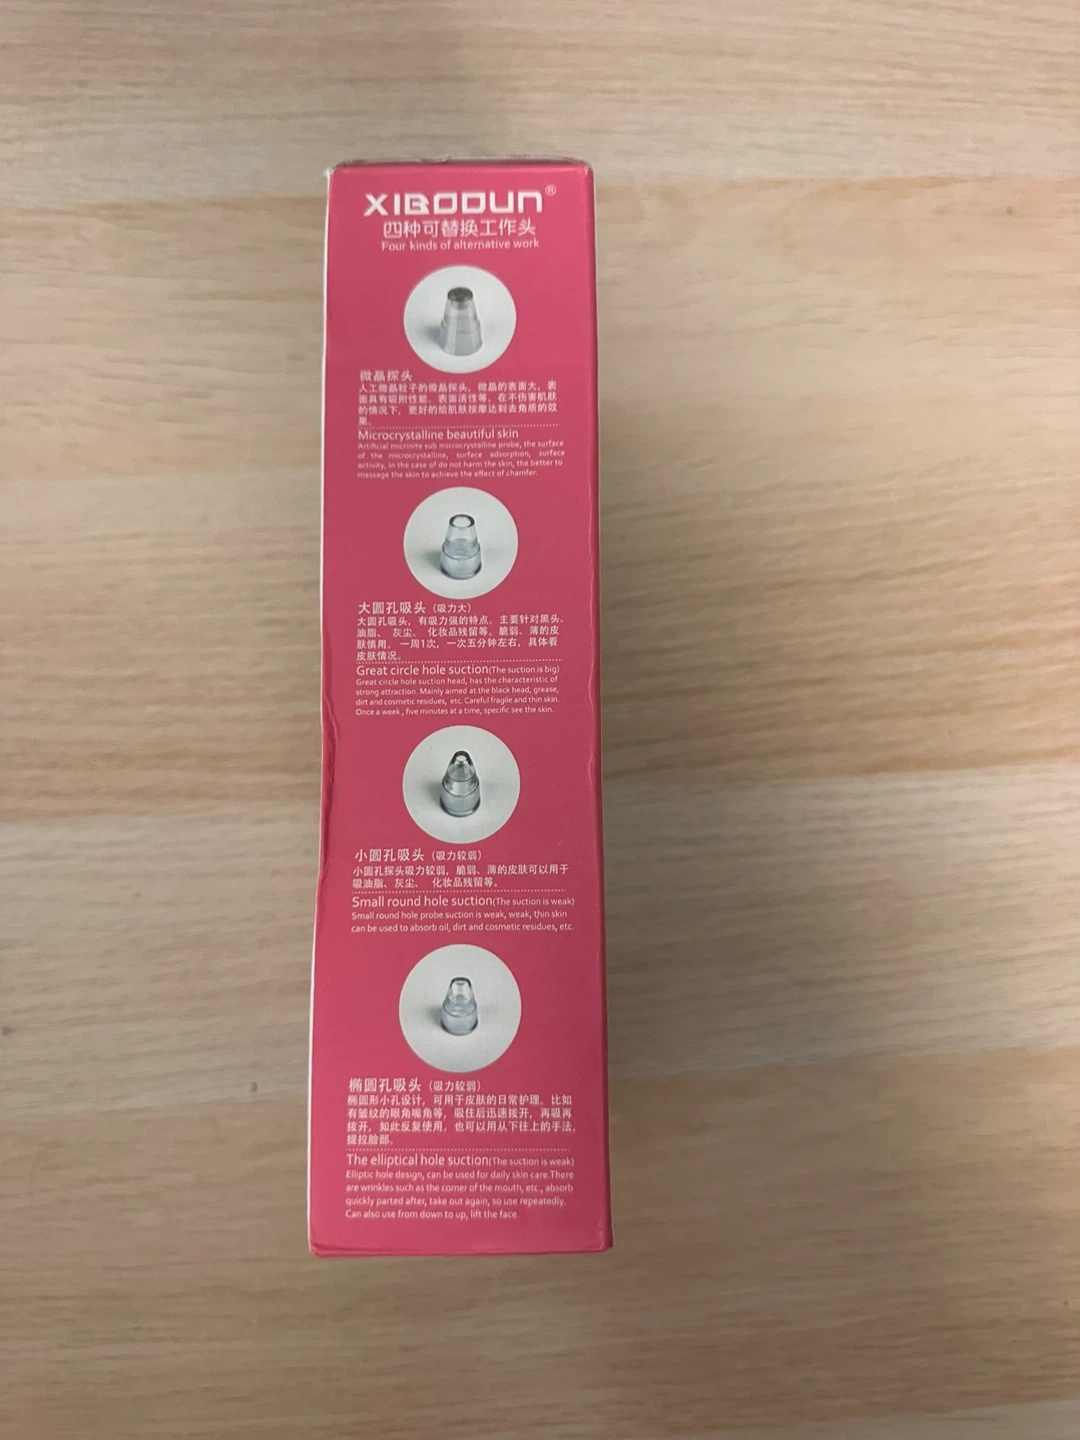 XIBODUN®
四种可替换工作头
Four kinds of alternative work
微晶探头
人工微晶粒子的微晶探头，微晶的表面大，表
面具有吸附性能、表面活性等，在不伤害肌肤
的情况下，更好的给肌肤按摩达到去角质的效
果。
Microcrystalline beautiful skin
Artificial micronite sub microcrystalline probe, the surface
of the microcrystalline, surface adsorption, surface
activity, in the case of do not harm the skin, the better to
massage the skin to achieve the effect of chamfer.
大圆孔吸头（吸力大）
大圆孔吸头，有吸力强的特点。主要针对黑头、
油脂、 灰尘、 化妆品残留等，脆弱、薄的皮
肤慎用。 一周1次，一次五分钟左右，具体看
皮肤情况。
Great circle hole suction(The suction is big)
Great circle hole suction head, has the characteristic of
strong attraction. Mainly aimed at the black head, grease,
dirt and cosmetic residues, etc. Careful fragile and thin skin.
Once a week , five minutes at a time, specific see the skin.
小圆孔吸头（吸力较弱）
小圆孔探头吸力较弱，脆弱、薄的皮肤可以用于
吸油脂、灰尘、 化妆品残留等。
Small round hole suction(The suction is weak)
Small round hole probe suction is weak, weak, thin skin
can be used to absorb oil, dirt and cosmetic residues, etc.
椭圆孔吸头（吸力较弱）
椭圆形小孔设计，可用于皮肤的日常护理。比如
有皱纹的眼角嘴角等，吸住后迅速拨开，再吸再
拨开，如此反复使用。也可以用从下往上的手法，
提拉脸部。
The elliptical hole suction(The suction is weak)
Elliptic hole design, can be used for daily skin care.There
are wrinkles such as the corner of the mouth, etc., absorb
quickly parted after, take out again, so use repeatedly.
Can also use from down to up, lift the face.